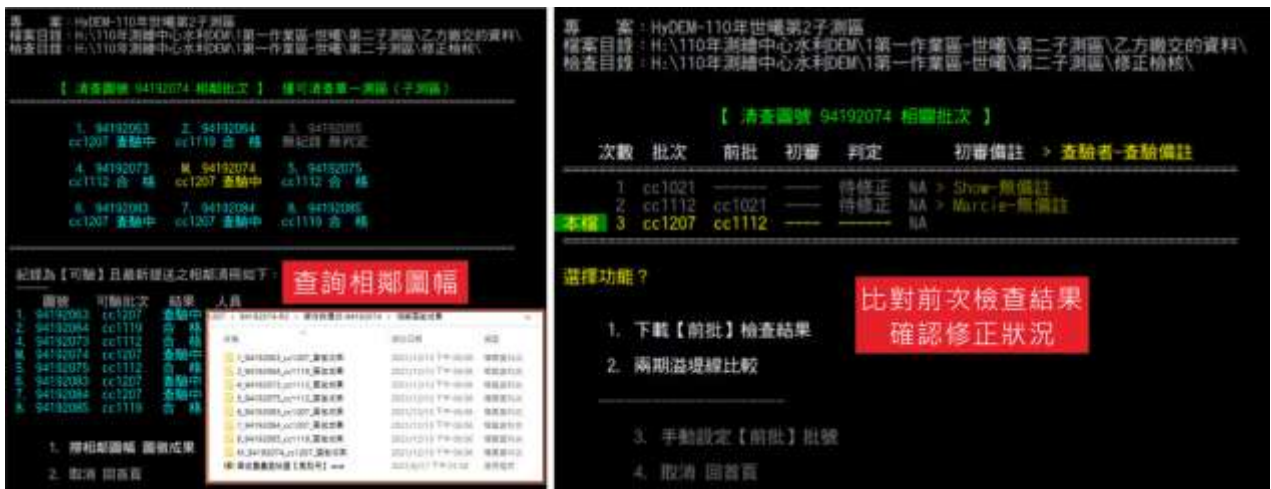 專　案：HyDEM-110年世曦第2子測區
檔案目錄：H:\110年測繪中心水利DEM\1第一作業區-世曦\第二子測區\乙方繳交的資料\
檢查目錄：H:\110年測繪中心水利DEM\1第一作業區-世曦\第二子測區\修正檢核\
【 清查圖號 94192074 相鄰批次 】 僅可清查單一測區（子測區）
1. 94192063 2. 94192064 3. 94192065
cc1207 查驗中 cc1119 合 格 無紀錄 無判定
4. 94192073 M. 94192074 5. 94192075
cc1112 合 格 cc1207 查驗中 cc1112 合 格
6. 94192083 7. 94192084 8. 94192085
cc1207 查驗中 cc1207 查驗中 cc1119 合 格
紀錄為【可驗】且最新提送之相鄰清冊如下：
查詢相鄰圖幅
圖號 可驗批次 結果 人員
1. 94192063 cc1207 查驗中
2. 94192064 cc1119 合 格
4. 94192073 cc1112 合 格
M. 94192074 cc1207 查驗中
5. 94192075 cc1112 合 格
6. 94192083 cc1207 查驗中
7. 94192084 cc1207 查驗中
8. 94192085 cc1119 合 格
1. 撈相鄰圖幅 圖徵成果
2. 取消 回首頁
專　案：HyDEM-110年世曦第2子測區
檔案目錄：H:\110年測繪中心水利DEM\1第一作業區-世曦\第二子測區\乙方繳交的資料\
檢查目錄：H:\110年測繪中心水利DEM\1第一作業區-世曦\第二子測區\修正檢核\
【 清查圖號 94192074 相關批次 】
次數 批次 前批 初審 判定 初審備註 > 查驗者-查驗備註
1 cc1021 ------ ---- 待修正 NA > Show-無備註
2 cc1112 cc1021 ---- 待修正 NA > Marcie-無備註
本檔 3 cc1207 cc1112 ---- ------ NA
選擇功能？
比對前次檢查結果
確認修正狀況
1. 下載【前批】檢查結果
2. 兩期溢堤線比較
3. 手動設定【前批】批號
4. 取消 回首頁